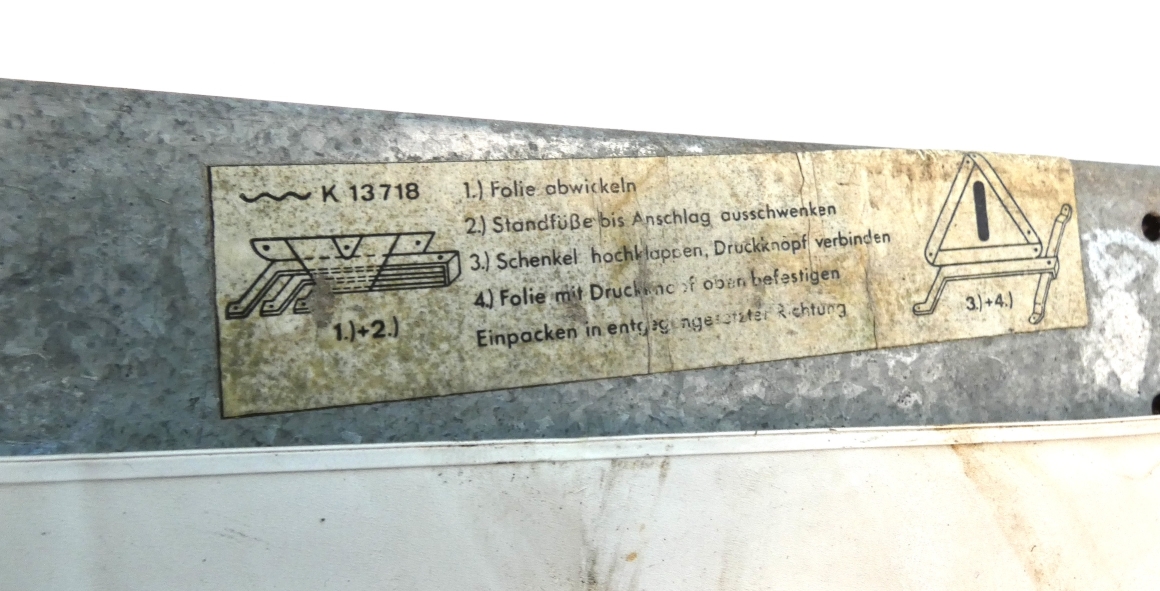 K 13718
1.) Folie abwickeln
2.) Standfüße bis Anschlag ausschwenken
3.) Schenkel hochklappen, Druckknopf verbinden
4.) Folie mit Druckknopf oben befestigen
Einpacken in entgegengesetzter Richtung
1.)+2.)
3.)+4.)